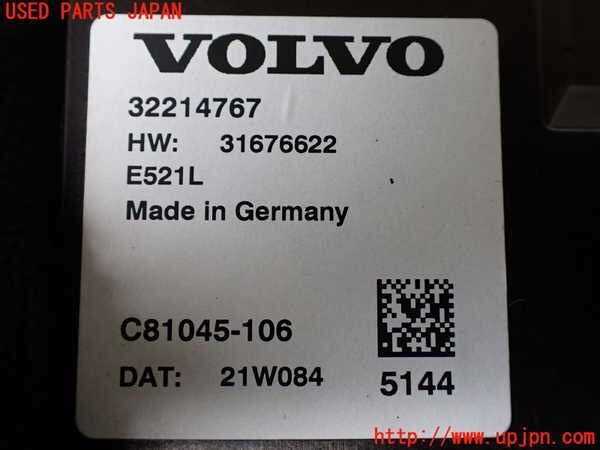 USED PARTS JAPAN
VOLVO
32214767
HW: 31676622
E521L
Made in Germany
C81045-106
DAT: 21W084
5144
http://www.upjpn.com/